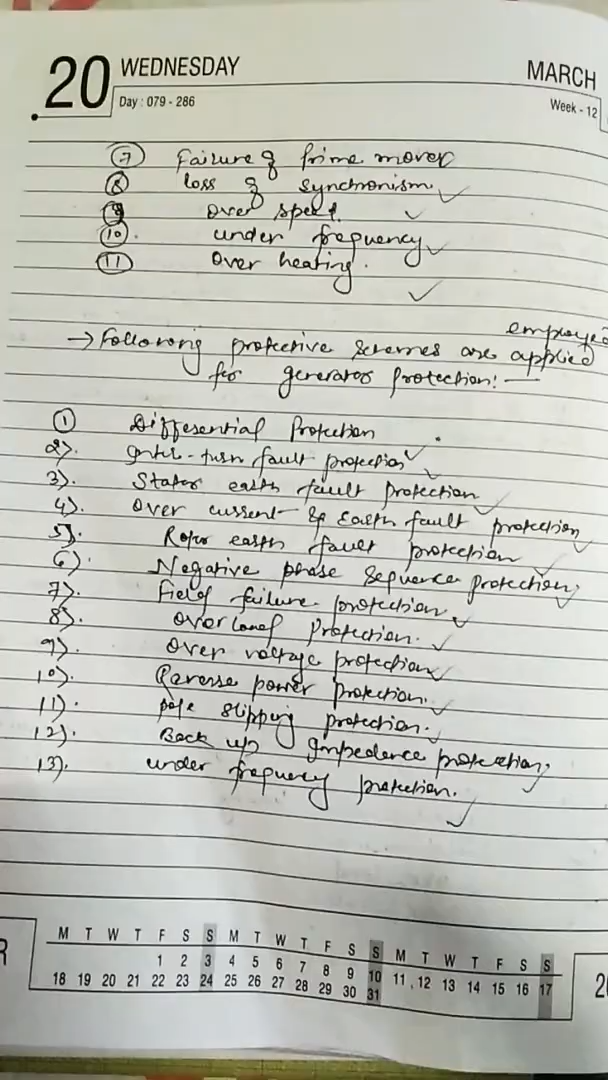 20 WEDNESDAY
MARCH
Day : 079 - 286
Week - 12
7 Failure of Prime mover
8 loss of synchronism
9 over speed.
10. under frequency
11 Over heating.
employed
→ Following protective schemes are applied
for generator protection:—
1 Differential Protection
2). Inter-turn fault protection
3). Stator earth fault protection
4). Over current & Earth fault protection
5). Rotor earth fault protection
6). Negative phase sequence protection,
7). Field failure protection
8). Overload protection.
9). Over voltage protection
10). Reverse power protection.
11). pole slipping protection.
12). Back up Impedence protection,
13). under frequency protection.
M T W T F S S M T W T F S S M T W T F S S
1 2 3 4 5 6 7 8 9 10 11 12 13 14 15 16 17
18 19 20 21 22 23 24 25 26 27 28 29 30 31